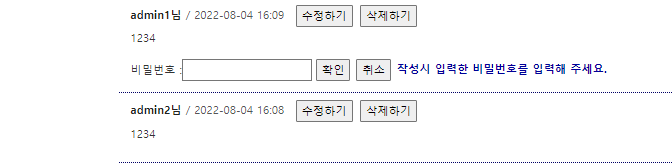 admin1님 / 2022-08-04 16:09 수정하기 삭제하기
1234
비밀번호 : 확인 취소 작성시 입력한 비밀번호를 입력해 주세요.
admin2님 / 2022-08-04 16:08 수정하기 삭제하기
1234